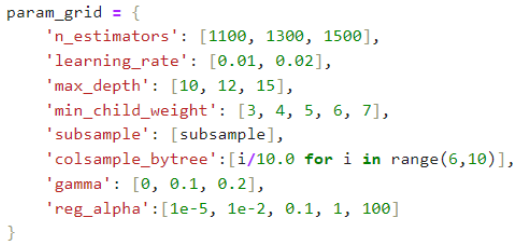 param_grid = {
    'n_estimators': [1100, 1300, 1500],
    'learning_rate': [0.01, 0.02],
    'max_depth': [10, 12, 15],
    'min_child_weight': [3, 4, 5, 6, 7],
    'subsample': [subsample],
    'colsample_bytree':[i/10.0 for i in range(6,10)],
    'gamma': [0, 0.1, 0.2],
    'reg_alpha':[1e-5, 1e-2, 0.1, 1, 100]
}